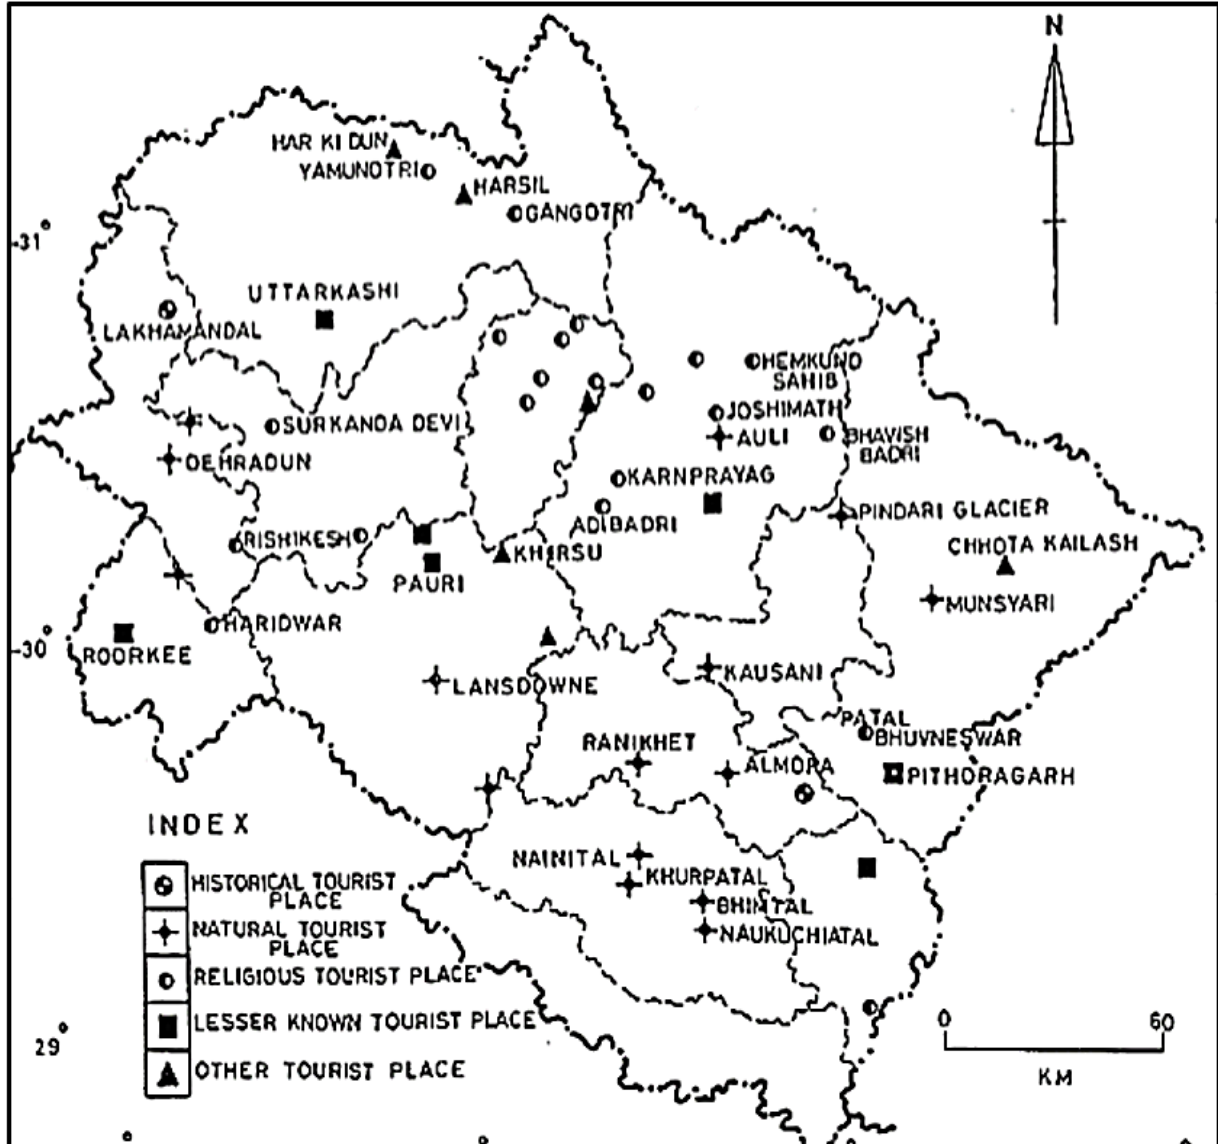 N
HAR KI DUN
YAMUNOTRI
HARSIL
GANGOTRI
31°
UTTARKASHI
LAKHAMANDAL
HEMKUND
SAHIB
SURKANDA DEVI
JOSHIMATH
AULI
BHAVISH
BADRI
DEHRADUN
KARNPRAYAG
ADIBADRI
PINDARI GLACIER
RISHIKESH
KHIRSU
CHHOTA KAILASH
PAURI
MUNSYARI
HARIDWAR
30°
ROORKEE
LANSDOWNE
KAUSANI
PATAL
BHUVNESWAR
RANIKHET
ALMORA
PITHORAGARH
NAINITAL
KHURPATAL
BHIMTAL
NAUKUCHIATAL
INDEX
HISTORICAL TOURIST
PLACE
NATURAL TOURIST
PLACE
RELIGIOUS TOURIST PLACE
LESSER KNOWN TOURIST PLACE
OTHER TOURIST PLACE
29°
0 60
KM